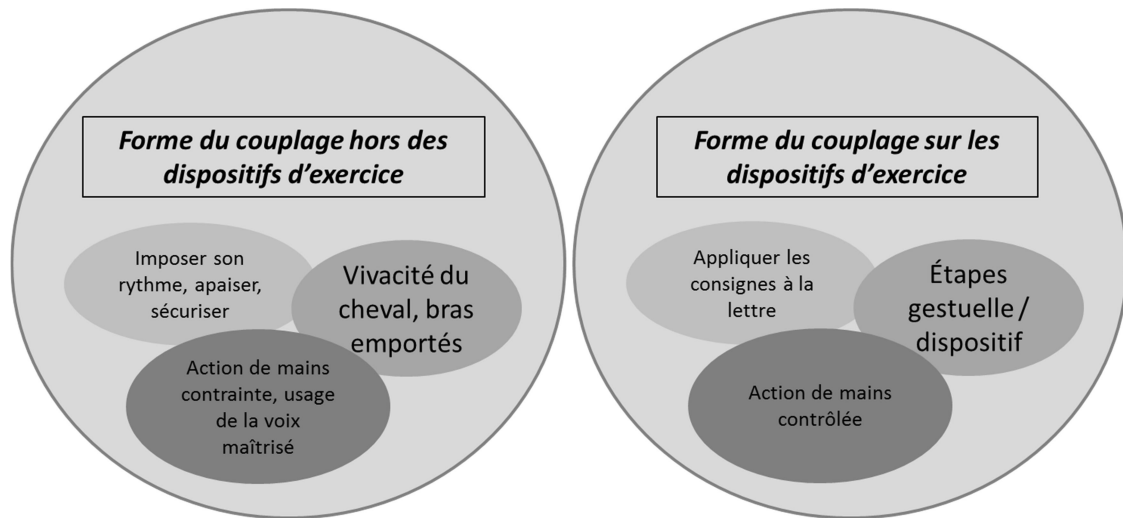 Forme du couplage hors des
dispositifs d’exercice
Imposer son
rythme, apaiser,
sécuriser
Vivacité du
cheval, bras
emportés
Action de mains
contrainte, usage
de la voix
maîtrisé
Forme du couplage sur les
dispositifs d’exercice
Appliquer les
consignes à la
lettre
Étapes
gestuelle /
dispositif
Action de mains
contrôlée